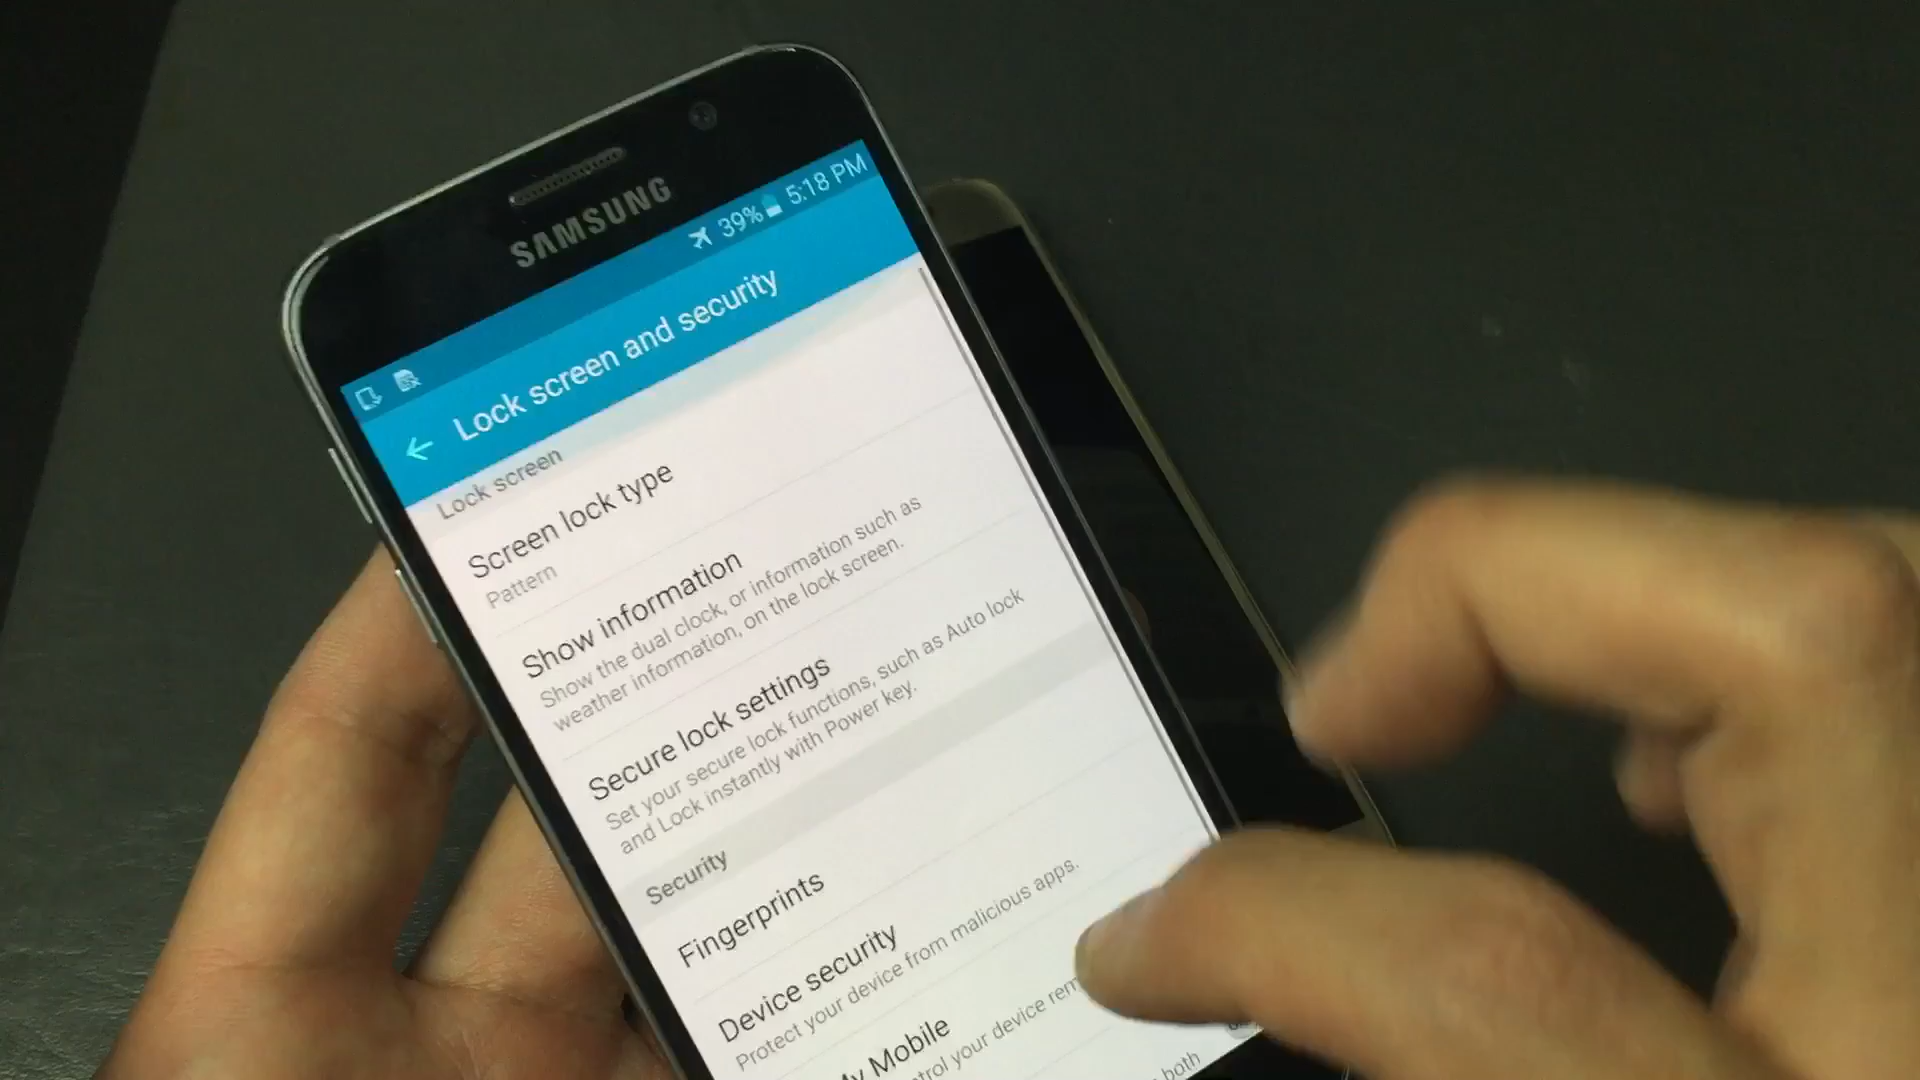 SAMSUNG
39% 5:18 PM
Lock screen and security
Lock screen
Screen lock type
Pattern
Show information
Show the dual clock, or information such as
weather information, on the lock screen.
Secure lock settings
Set your secure lock functions, such as Auto lock
and Lock instantly with Power key.
Security
Fingerprints
Device security
Protect your device from malicious apps.
My Mobile
your device
both